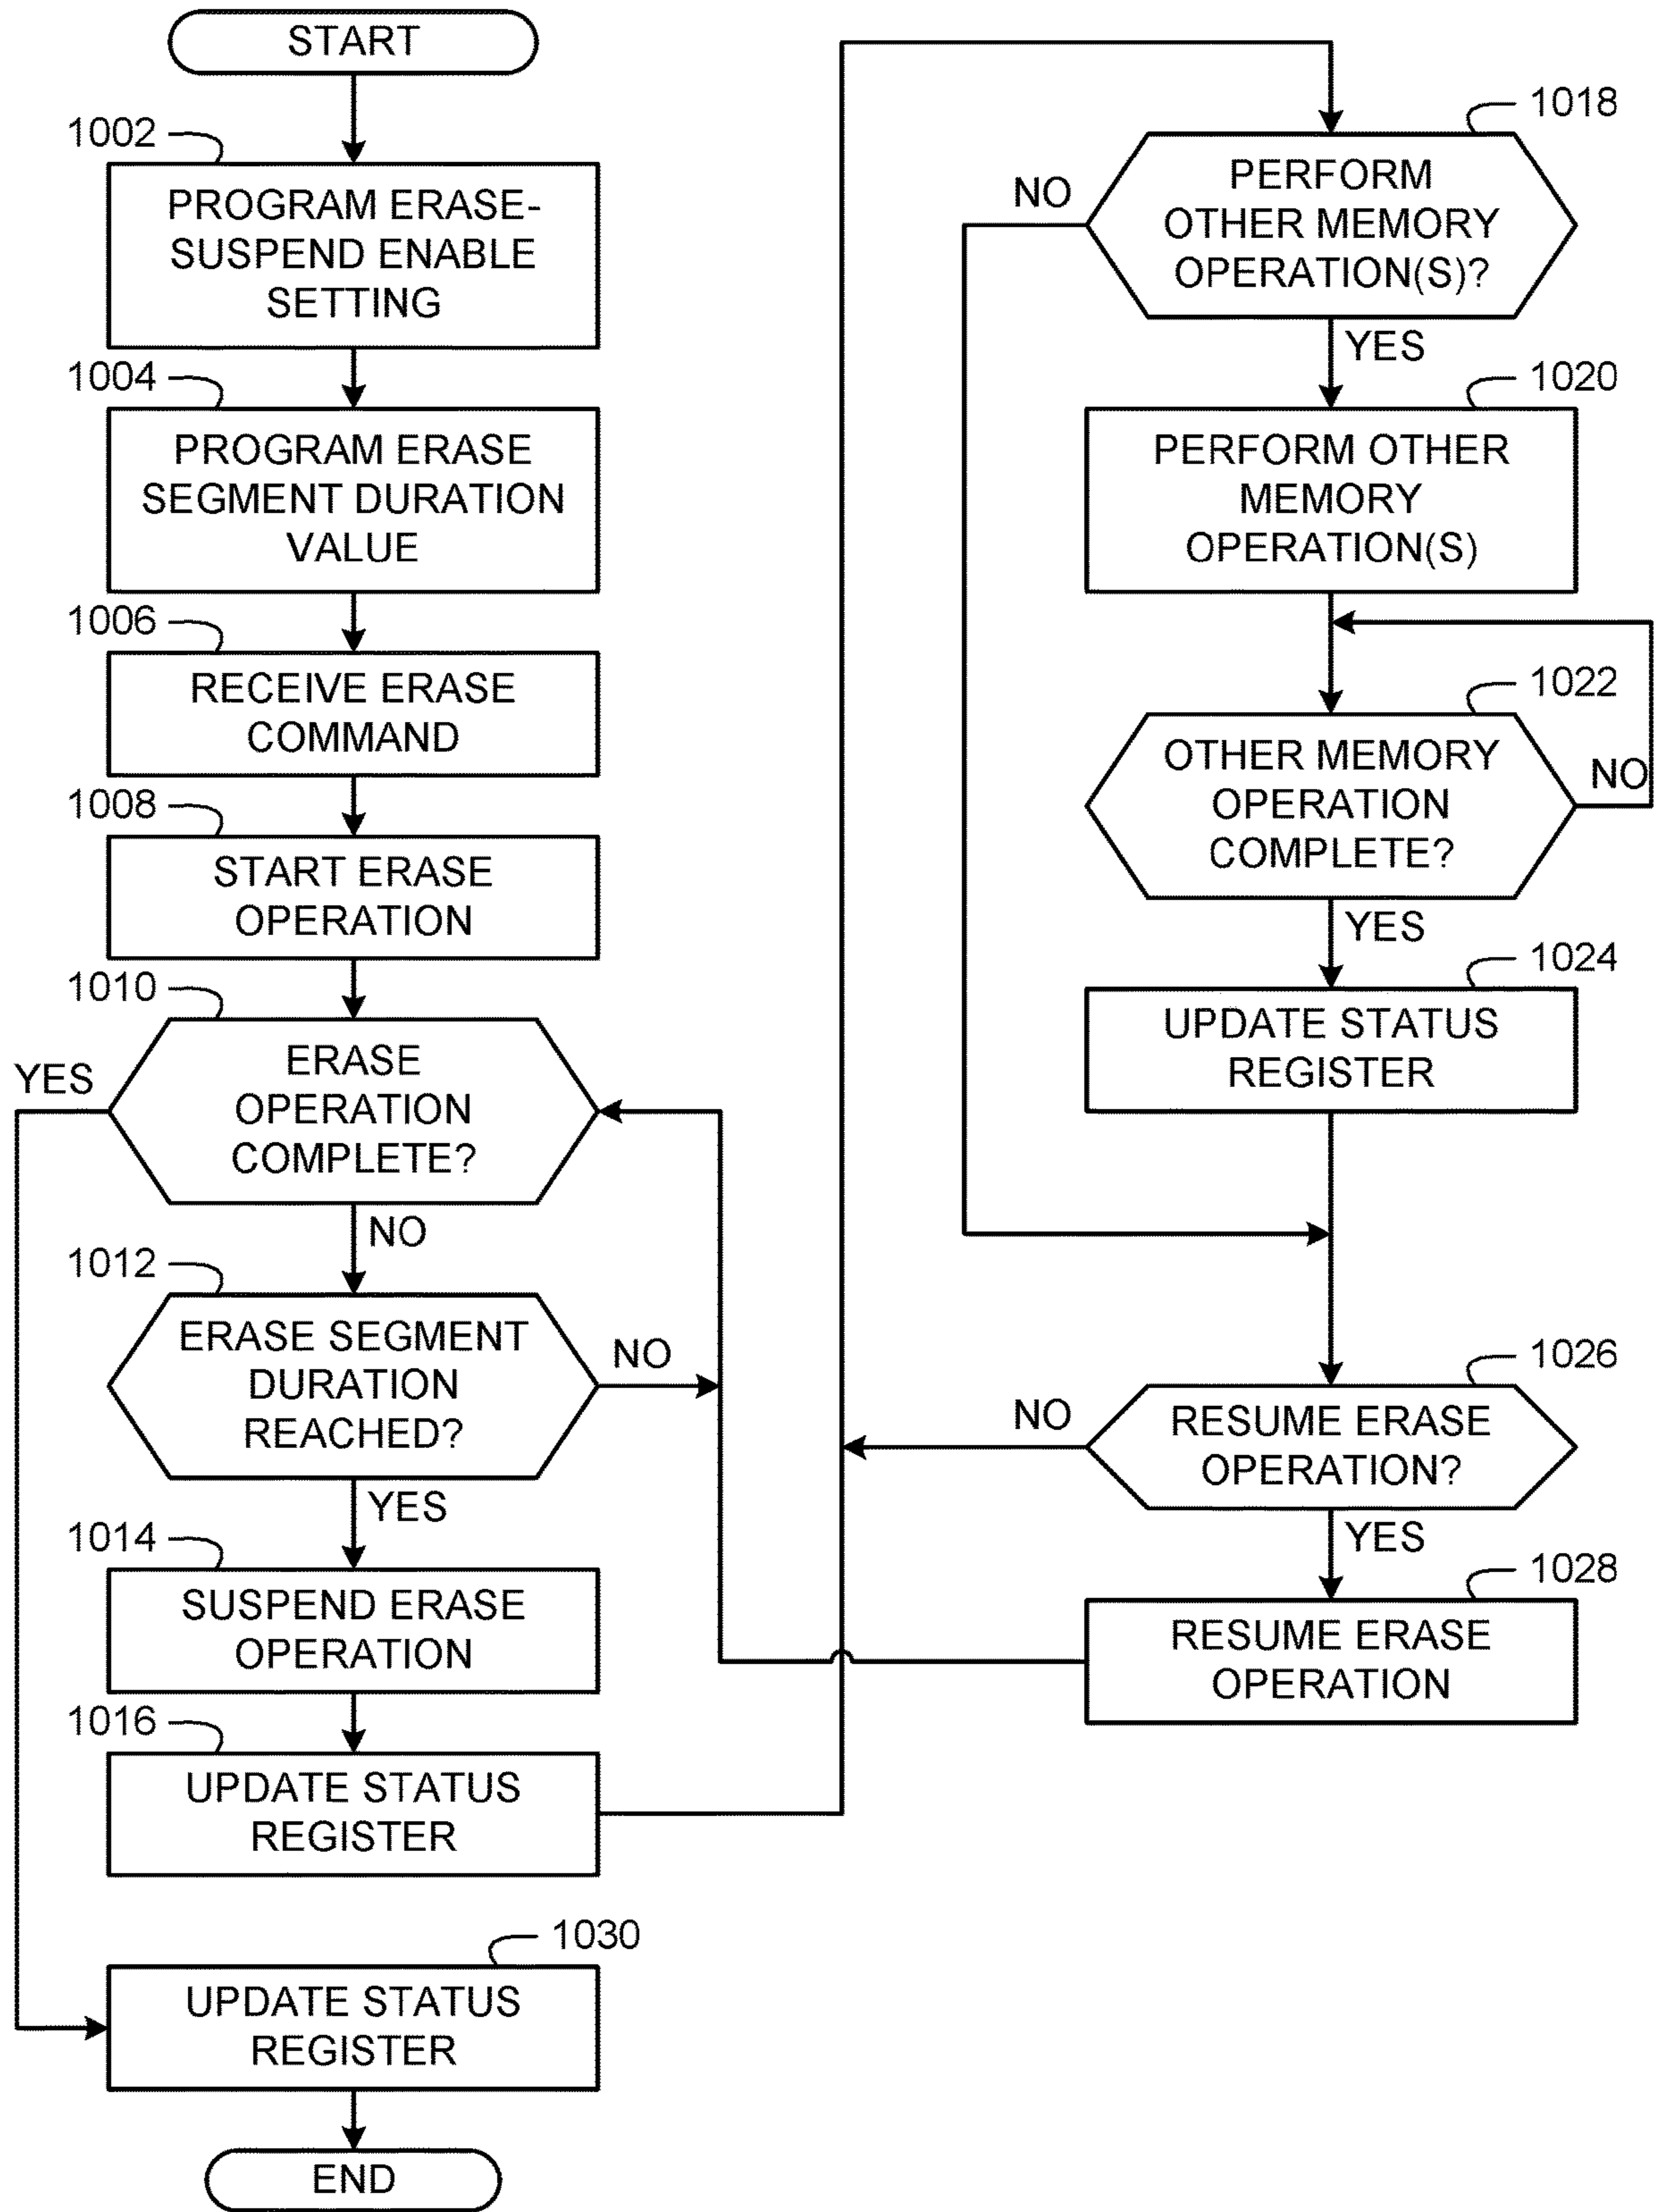 START
1002
PROGRAM ERASE-
SUSPEND ENABLE
SETTING
1004
PROGRAM ERASE
SEGMENT DURATION
VALUE
1006
RECEIVE ERASE
COMMAND
1008
START ERASE
OPERATION
1010
ERASE
OPERATION
COMPLETE?
YES
NO
1012
ERASE SEGMENT
DURATION
REACHED?
NO
YES
1014
SUSPEND ERASE
OPERATION
1016
UPDATE STATUS
REGISTER
1030
UPDATE STATUS
REGISTER
END
1018
PERFORM
OTHER MEMORY
OPERATION(S)?
NO
YES
1020
PERFORM OTHER
MEMORY
OPERATION(S)
1022
OTHER MEMORY
OPERATION
COMPLETE?
NO
YES
1024
UPDATE STATUS
REGISTER
1026
RESUME ERASE
OPERATION?
NO
YES
1028
RESUME ERASE
OPERATION